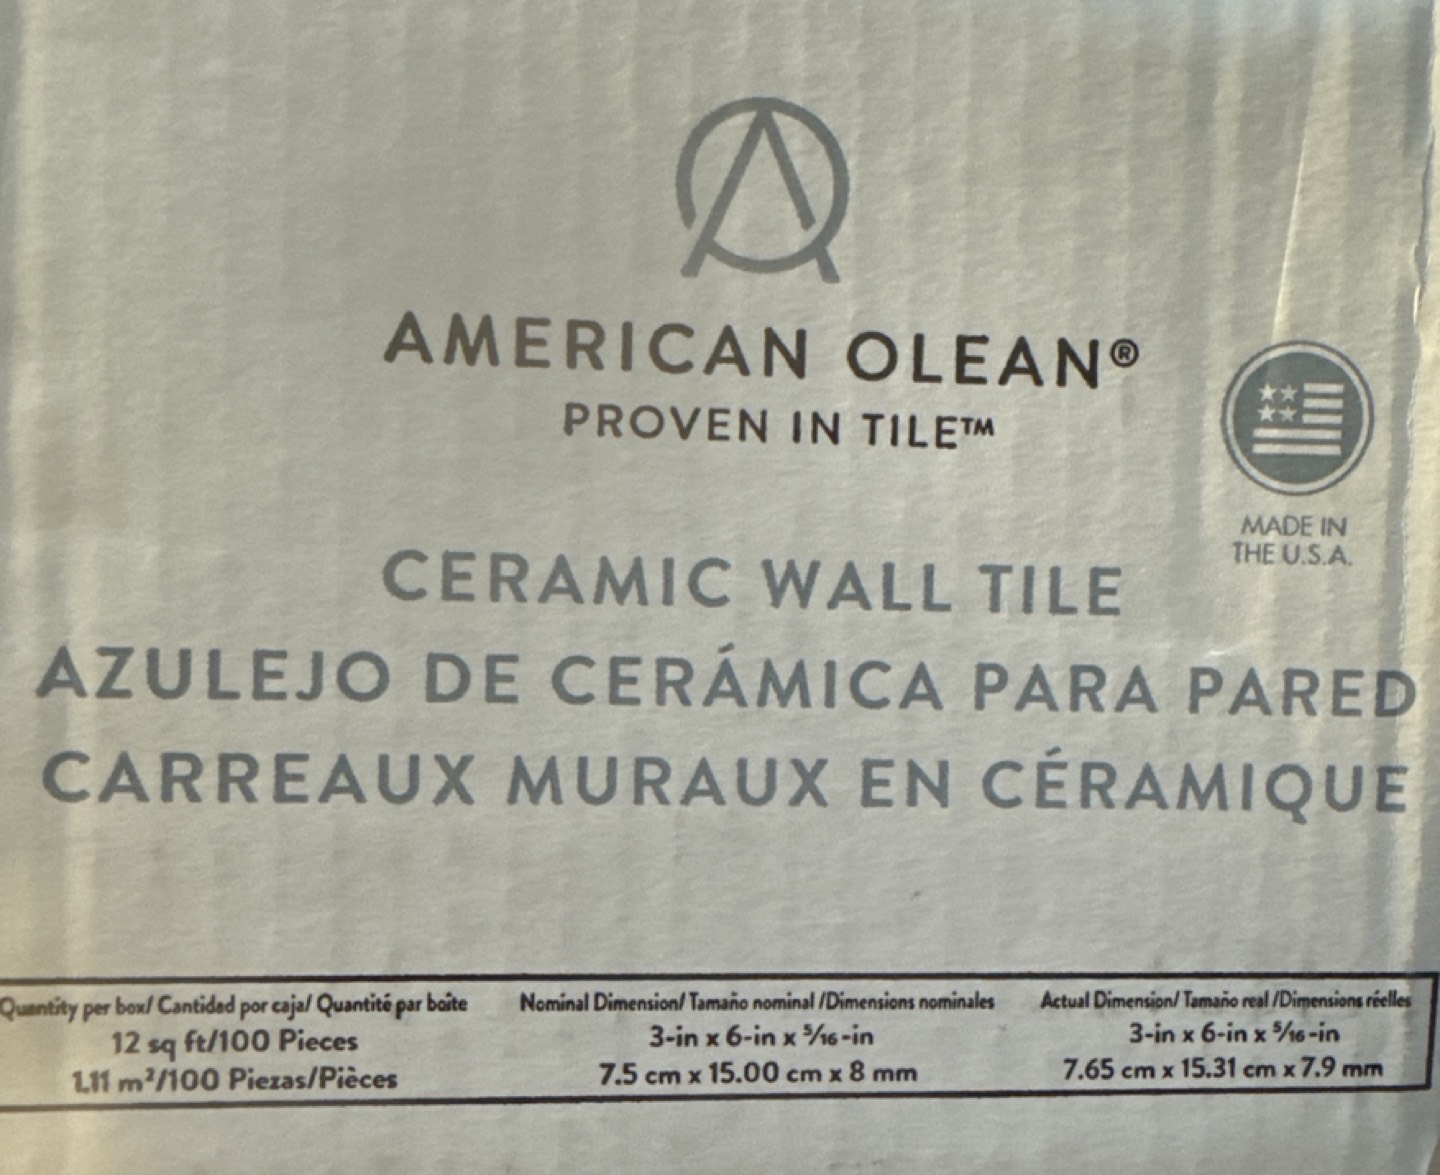 AMERICAN OLEAN®
PROVEN IN TILE™
MADE IN
THE U.S.A.
CERAMIC WALL TILE
AZULEJO DE CERÁMICA PARA PARED
CARREAUX MURAUX EN CÉRAMIQUE
Quantity per box/ Cantidad por caja/ Quantité par boîte
12 sq ft/100 Pieces
1.11 m²/100 Piezas/Pièces
Nominal Dimension/ Tamaño nominal /Dimensions nominales
3-in x 6-in x 5/16-in
7.5 cm x 15.00 cm x 8 mm
Actual Dimension/ Tamaño real /Dimensions réelles
3-in x 6-in x 5/16-in
7.65 cm x 15.31 cm x 7.9 mm